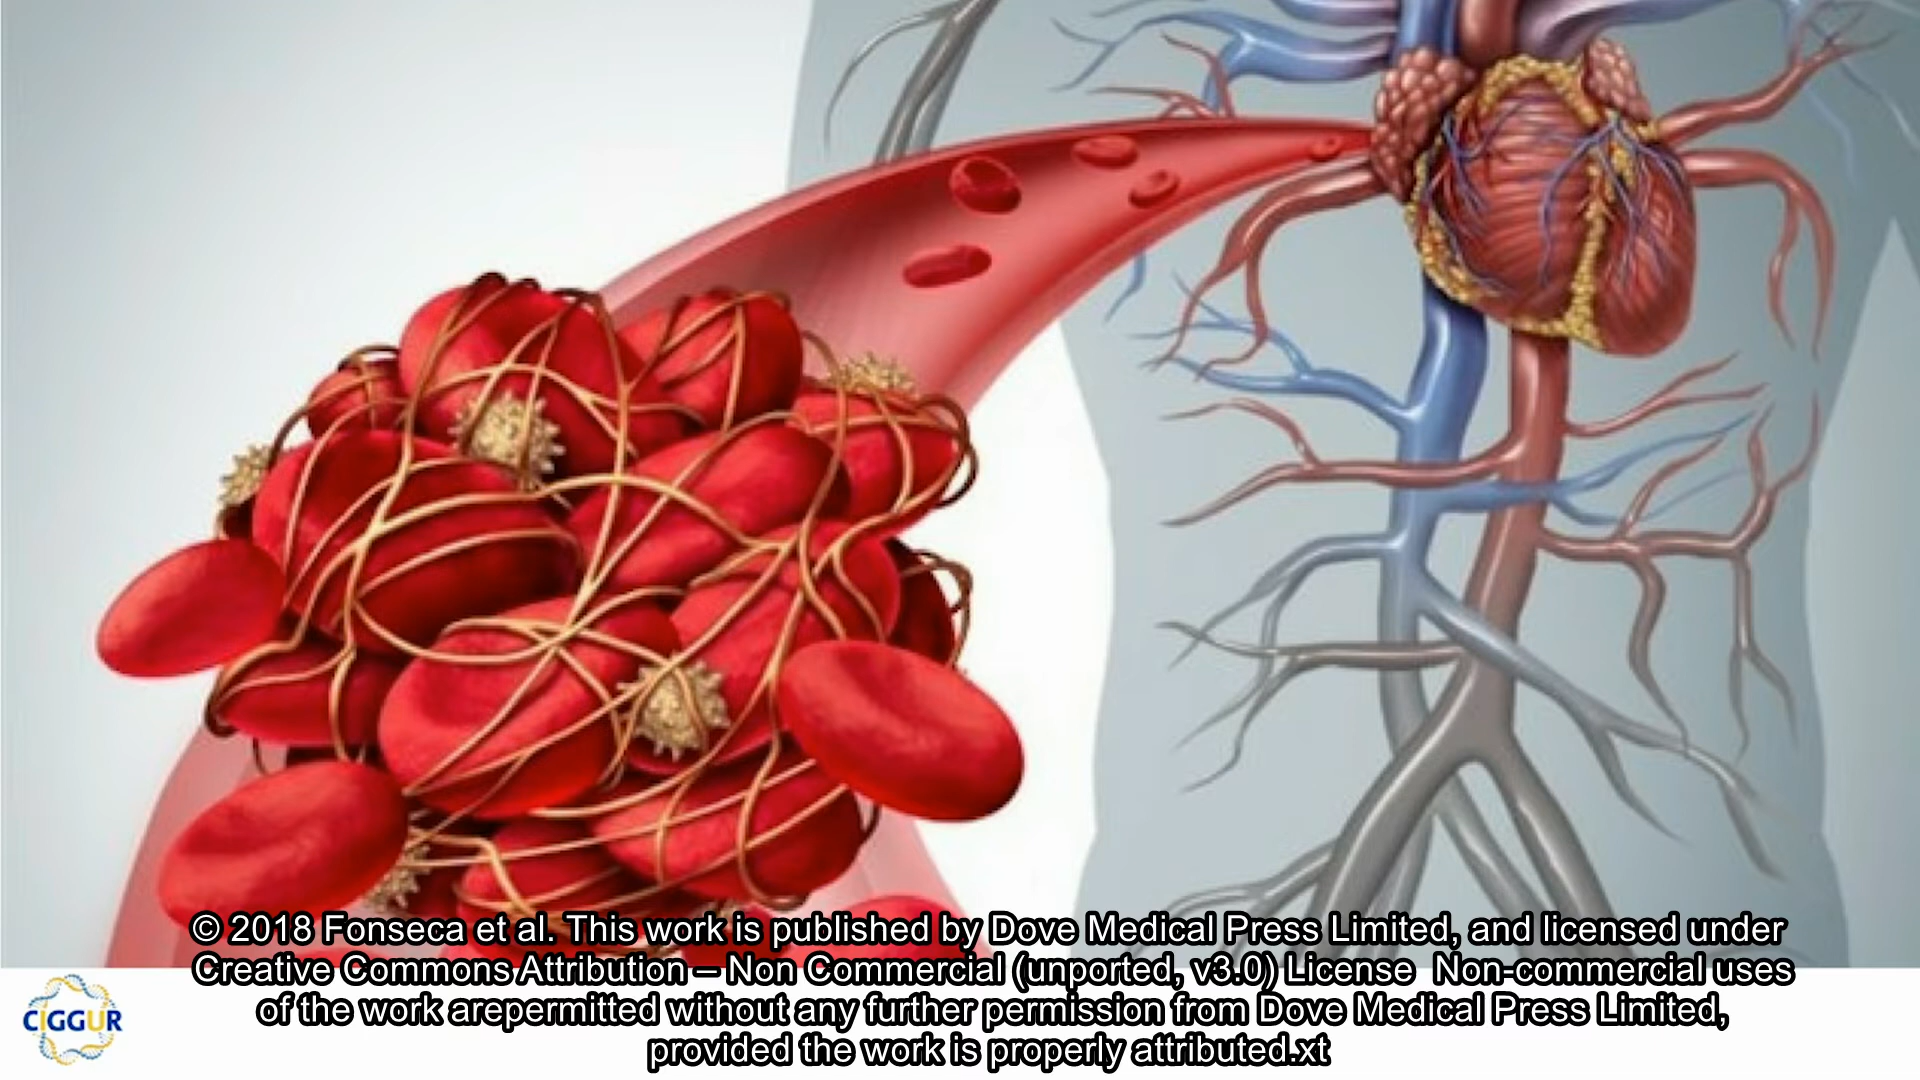 © 2018 Fonseca et al. This work is published by Dove Medical Press Limited, and licensed under
Creative Commons Attribution – Non Commercial (unported, v3.0) License  Non-commercial uses
of the work arepermitted without any further permission from Dove Medical Press Limited,
provided the work is properly attributed.xt
CIGGUR